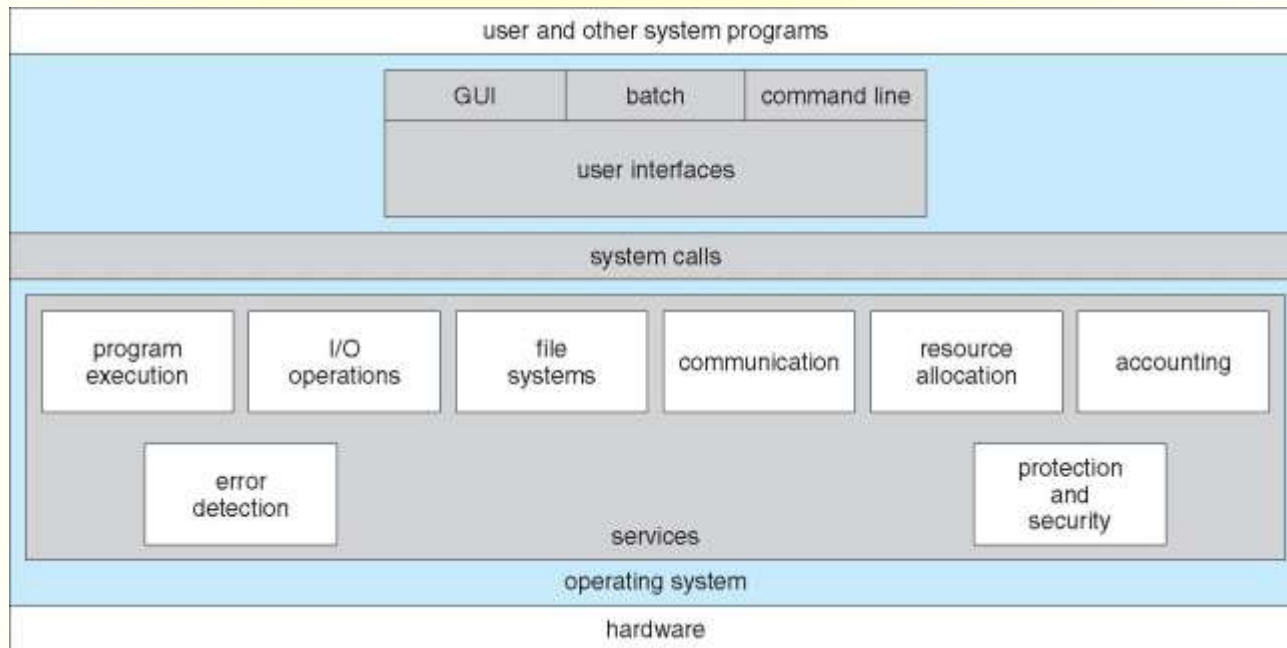 user and other system programs
GUI
batch
command line
user interfaces
system calls
program
execution
I/O
operations
file
systems
communication
resource
allocation
accounting
error
detection
protection
and
security
services
operating system
hardware